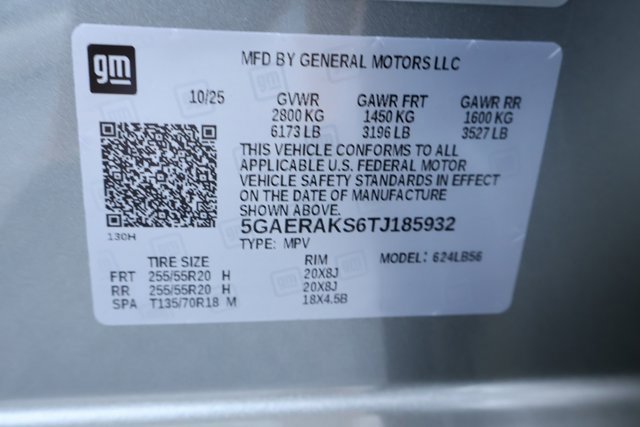 gm
MFD BY GENERAL MOTORS LLC
10/25 GVWR GAWR FRT GAWR RR
2800 KG 1450 KG 1600 KG
6173 LB 3196 LB 3527 LB
THIS VEHICLE CONFORMS TO ALL
APPLICABLE U.S. FEDERAL MOTOR
VEHICLE SAFETY STANDARDS IN EFFECT
ON THE DATE OF MANUFACTURE
SHOWN ABOVE.
5GAERAKS6TJ185932
130H
TYPE: MPV MODEL: 624LB56
TIRE SIZE RIM
FRT 255/55R20 H 20X8J
RR 255/55R20 H 20X8J
SPA T135/70R18 M 18X4.5B